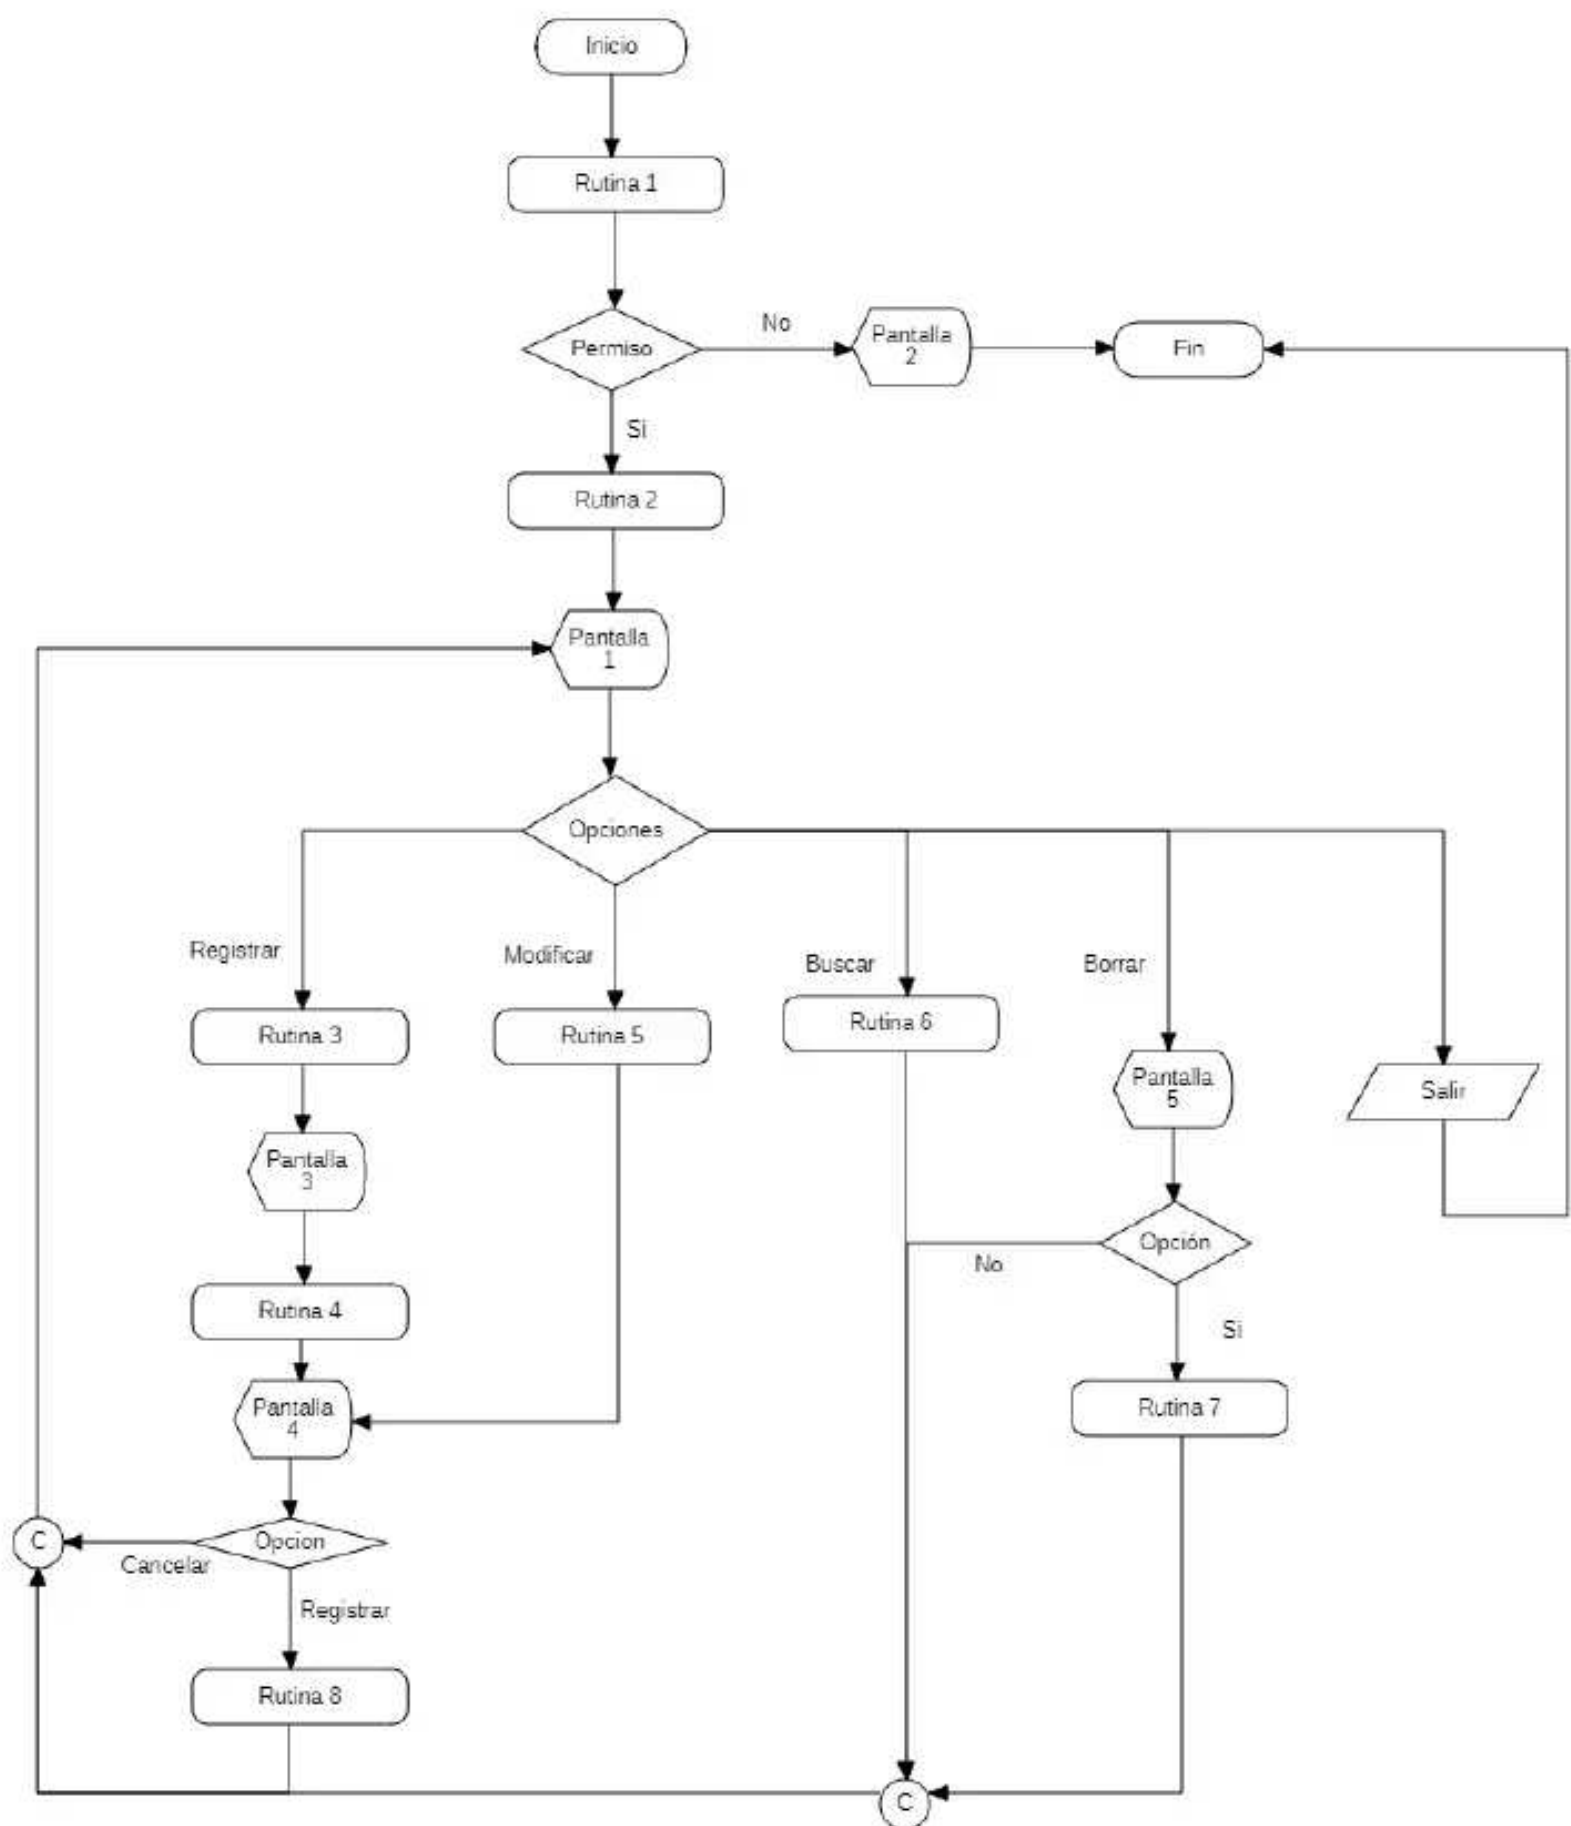 Inicio
Rutina 1
Permiso
No
Pantalla
2
Fin
Si
Rutina 2
Pantalla
1
Opciones
Registrar
Modificar
Buscar
Borrar
Rutina 3
Rutina 5
Rutina 6
Pantalla
5
Salir
Pantalla
3
Opción
No
Si
Rutina 4
Pantalla
4
Rutina 7
C
Opcion
Cancelar
Registrar
Rutina 8
C